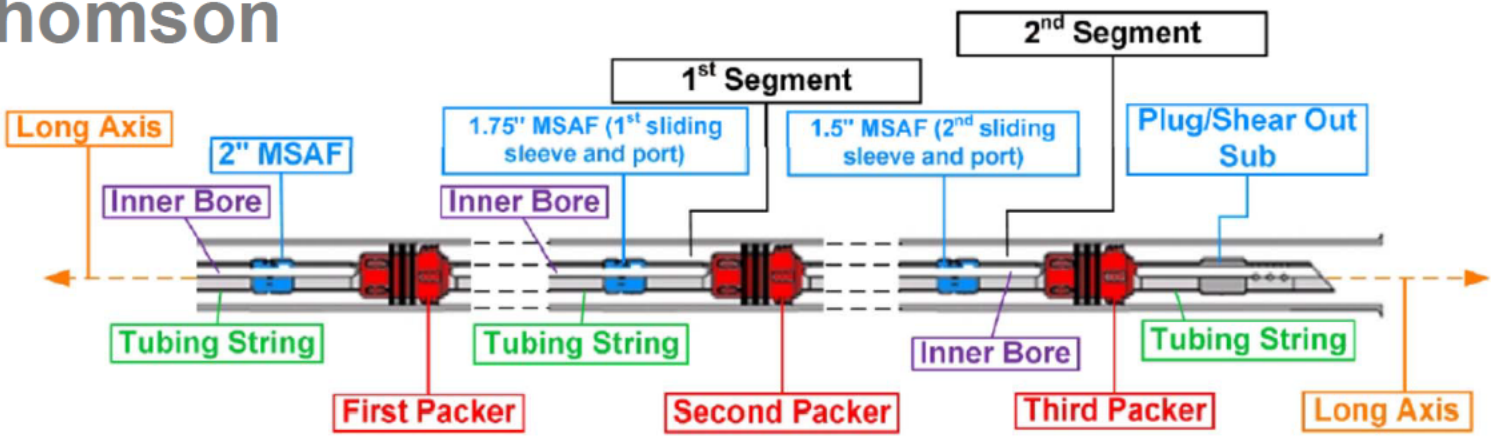 homson
2nd Segment
1st Segment
Long Axis
2" MSAF
1.75" MSAF (1st sliding
sleeve and port)
1.5" MSAF (2nd sliding
sleeve and port)
Plug/Shear Out
Sub
Inner Bore
Inner Bore
Tubing String
Tubing String
Inner Bore
Tubing String
First Packer
Second Packer
Third Packer
Long Axis